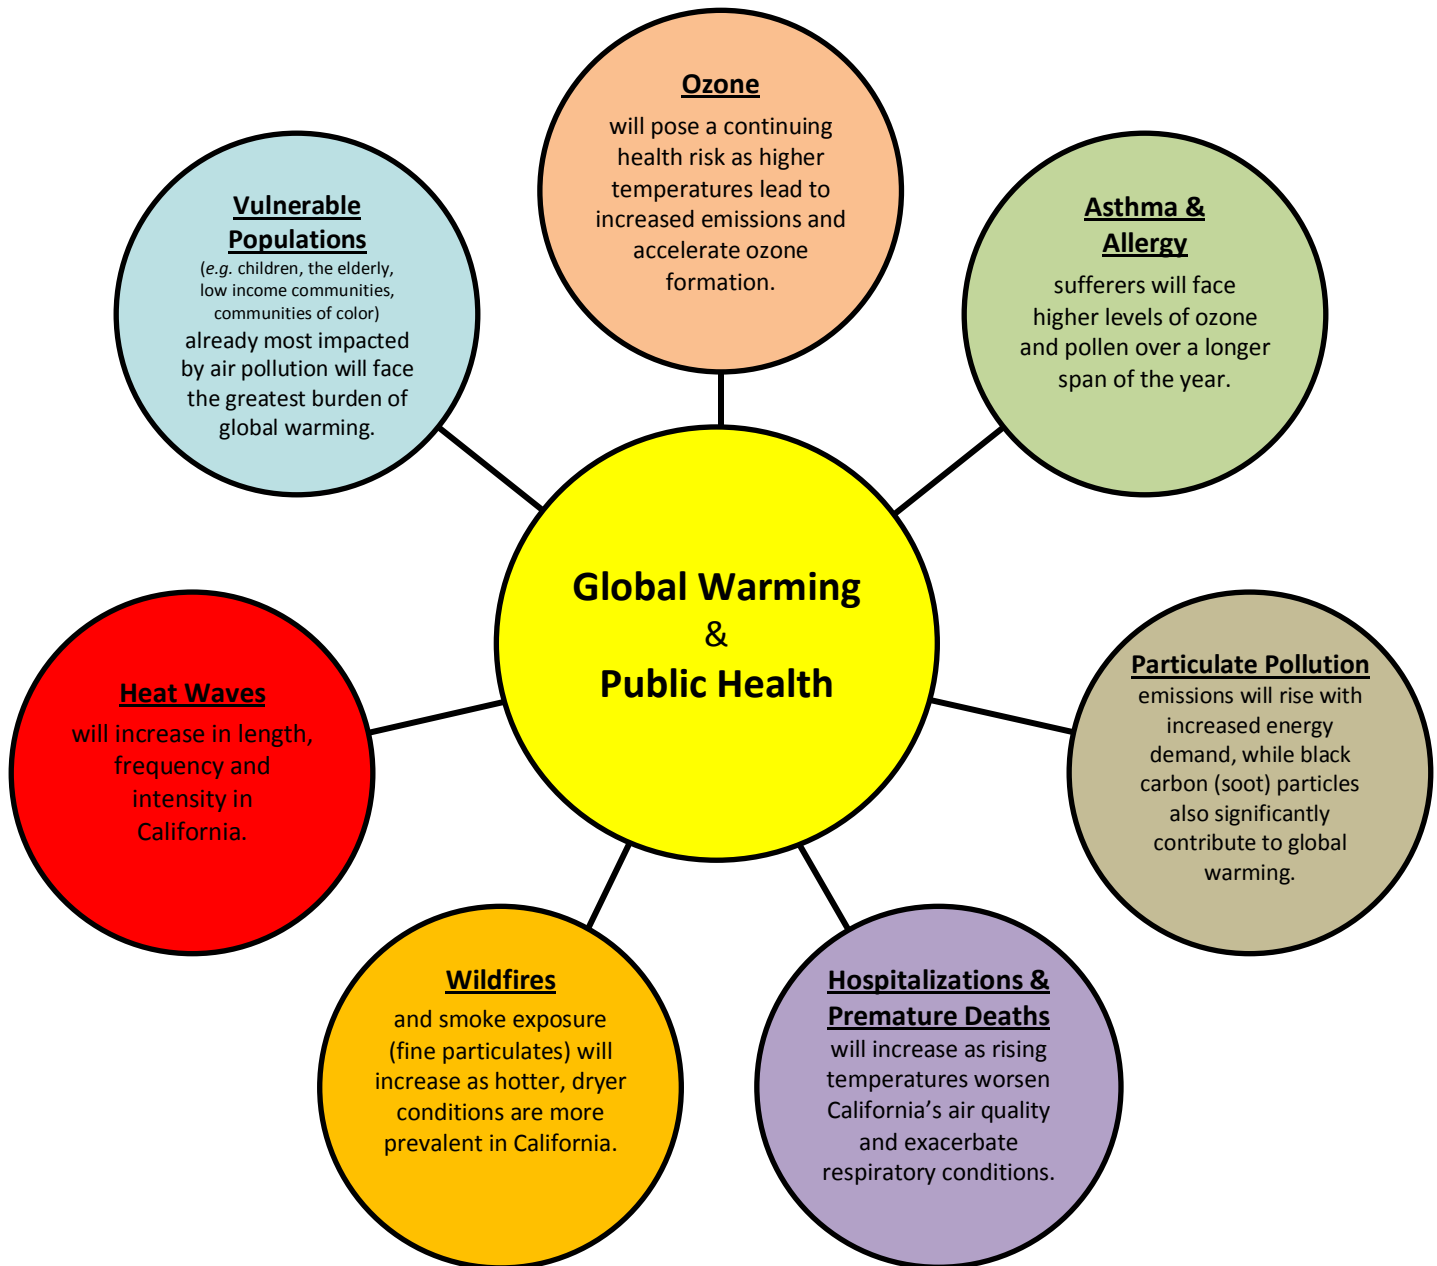 Ozone
will pose a continuing
health risk as higher
temperatures lead to
increased emissions and
accelerate ozone
formation.
Vulnerable
Populations
(e.g. children, the elderly,
low income communities,
communities of color)
already most impacted
by air pollution will face
the greatest burden of
global warming.
Asthma &
Allergy
sufferers will face
higher levels of ozone
and pollen over a longer
span of the year.
Global Warming
&
Public Health
Heat Waves
will increase in length,
frequency and
intensity in
California.
Particulate Pollution
emissions will rise with
increased energy
demand, while black
carbon (soot) particles
also significantly
contribute to global
warming.
Wildfires
and smoke exposure
(fine particulates) will
increase as hotter, dryer
conditions are more
prevalent in California.
Hospitalizations &
Premature Deaths
will increase as rising
temperatures worsen
California’s air quality
and exacerbate
respiratory conditions.